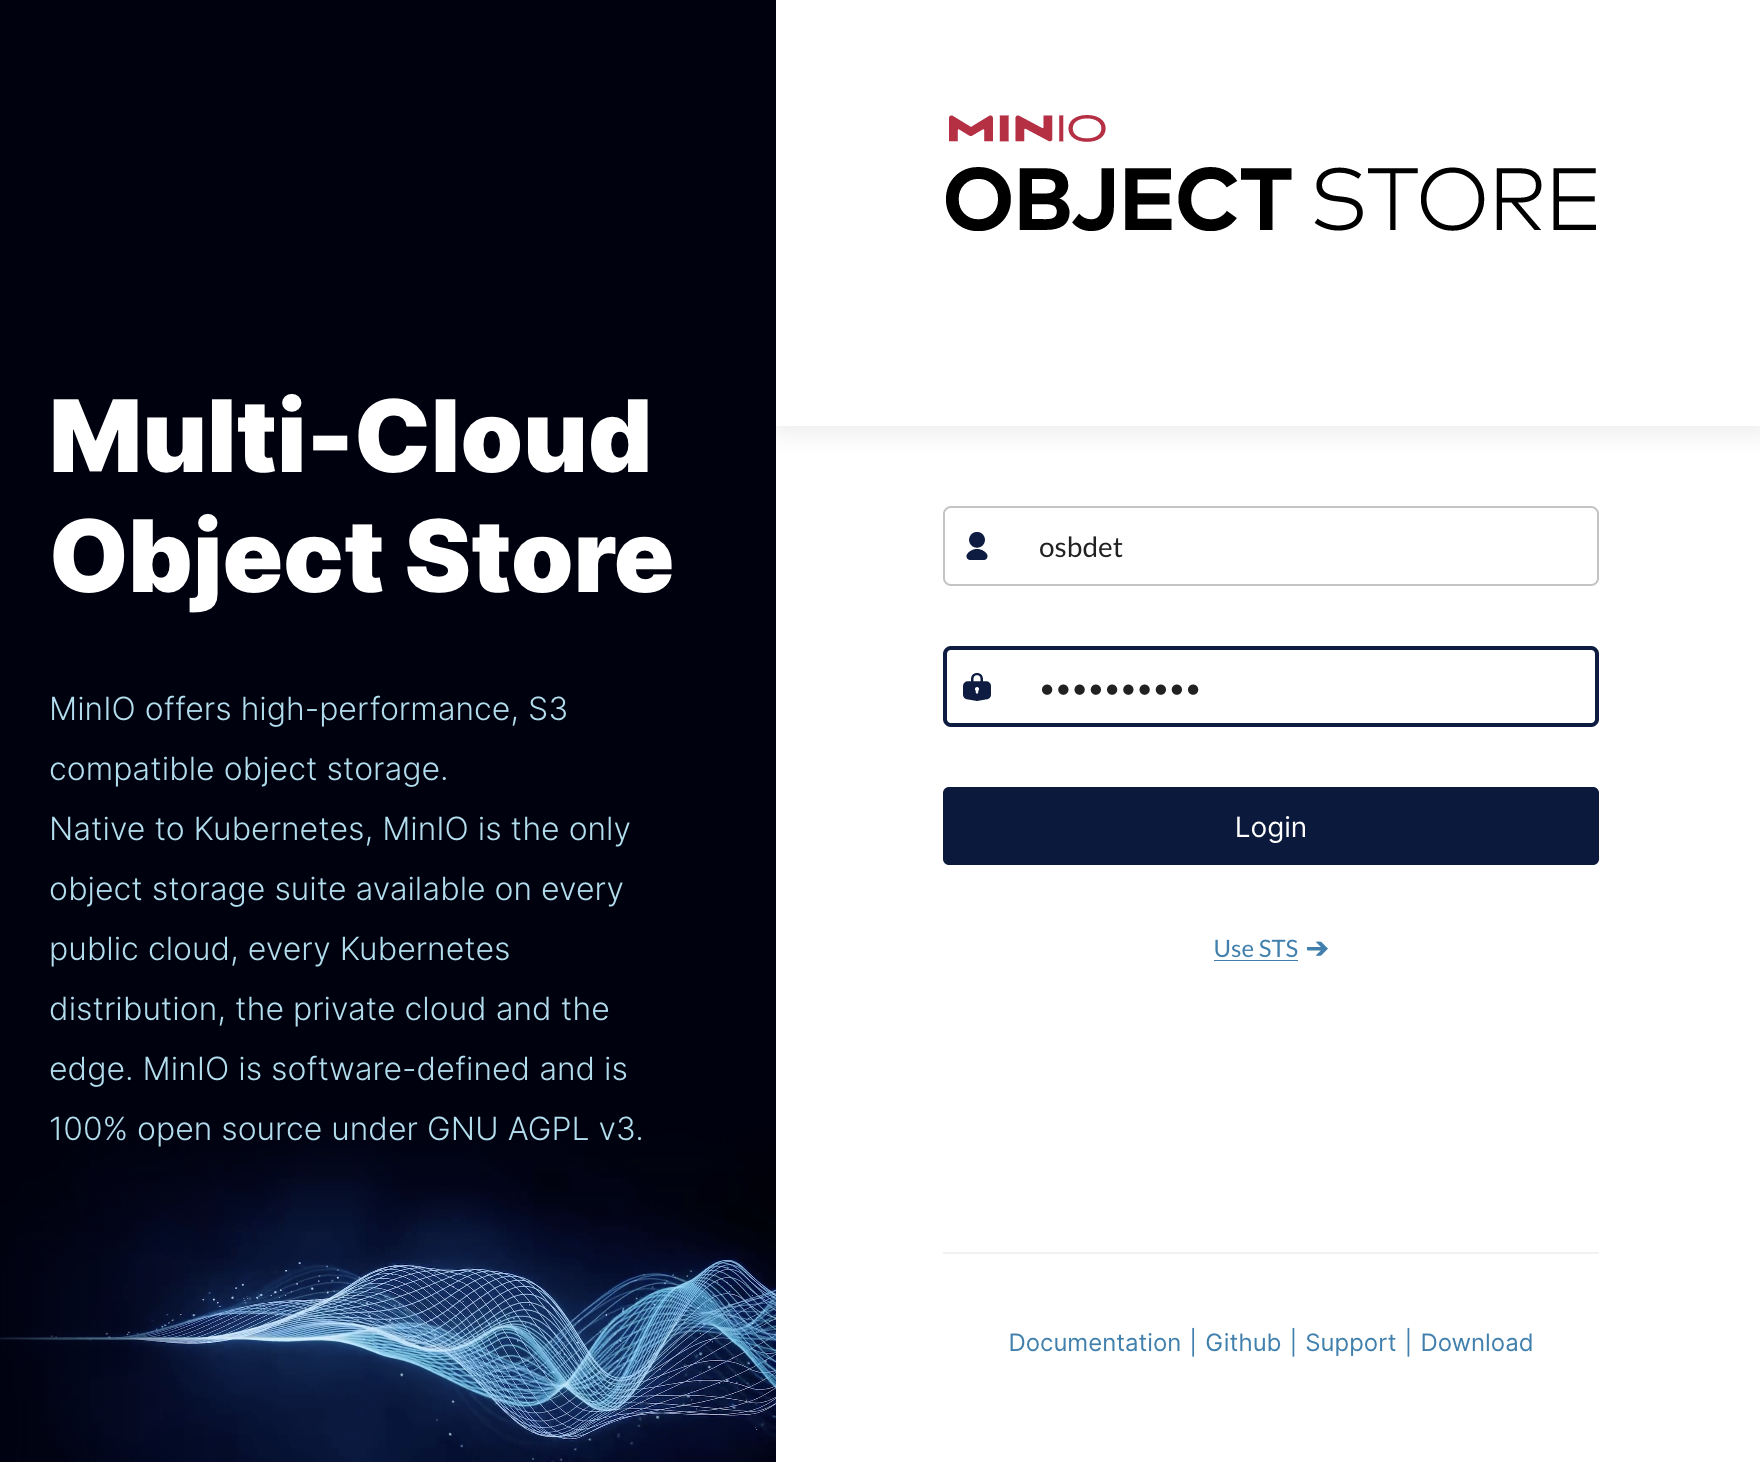 Multi-Cloud
Object Store
MinIO offers high-performance, S3
compatible object storage.
Native to Kubernetes, MinIO is the only
object storage suite available on every
public cloud, every Kubernetes
distribution, the private cloud and the
edge. MinIO is software-defined and is
100% open source under GNU AGPL v3.
MINIO
OBJECT STORE
osbdet
••••••••••
Login
Use STS ➔
Documentation | Github | Support | Download